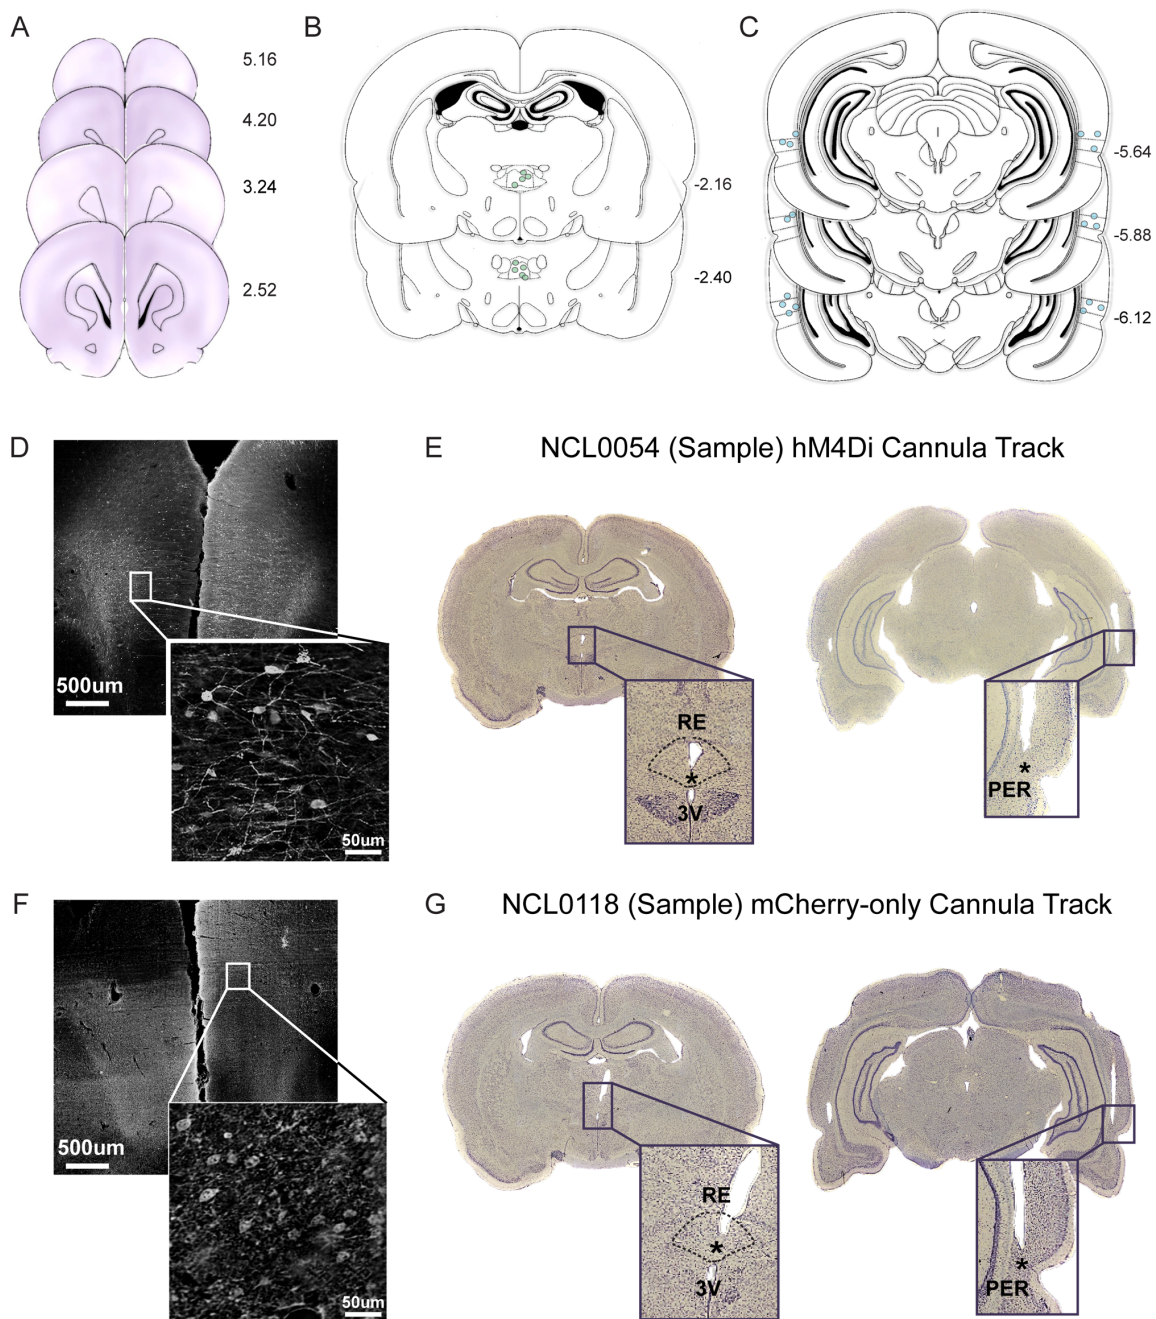 A
5.16
4.20
3.24
2.52
B
-2.16
-2.40
C
-5.64
-5.88
-6.12
D
500um
50um
E NCL0054 (Sample) hM4Di Cannula Track
RE
*
3V
*
PER
F
500um
50um
G NCL0118 (Sample) mCherry-only Cannula Track
RE
*
3V
*
PER